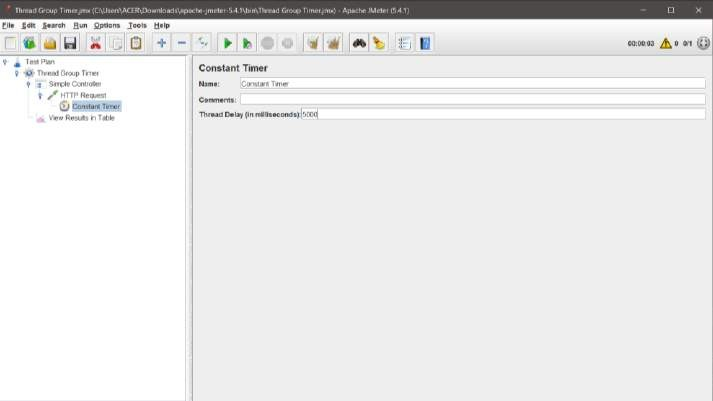 Thread Group Timer.jmx (C:\Users\ACER\Downloads\apache-jmeter-5.4.1\bin\Thread Group Timer.jmx) - Apache JMeter (5.4.1)
File Edit Search Run Options Tools Help
00:00:03 0 0/1
Test Plan
Thread Group Timer
Simple Controller
HTTP Request
Constant Timer
View Results in Table
Constant Timer
Name: Constant Timer
Comments:
Thread Delay (in milliseconds): 5000